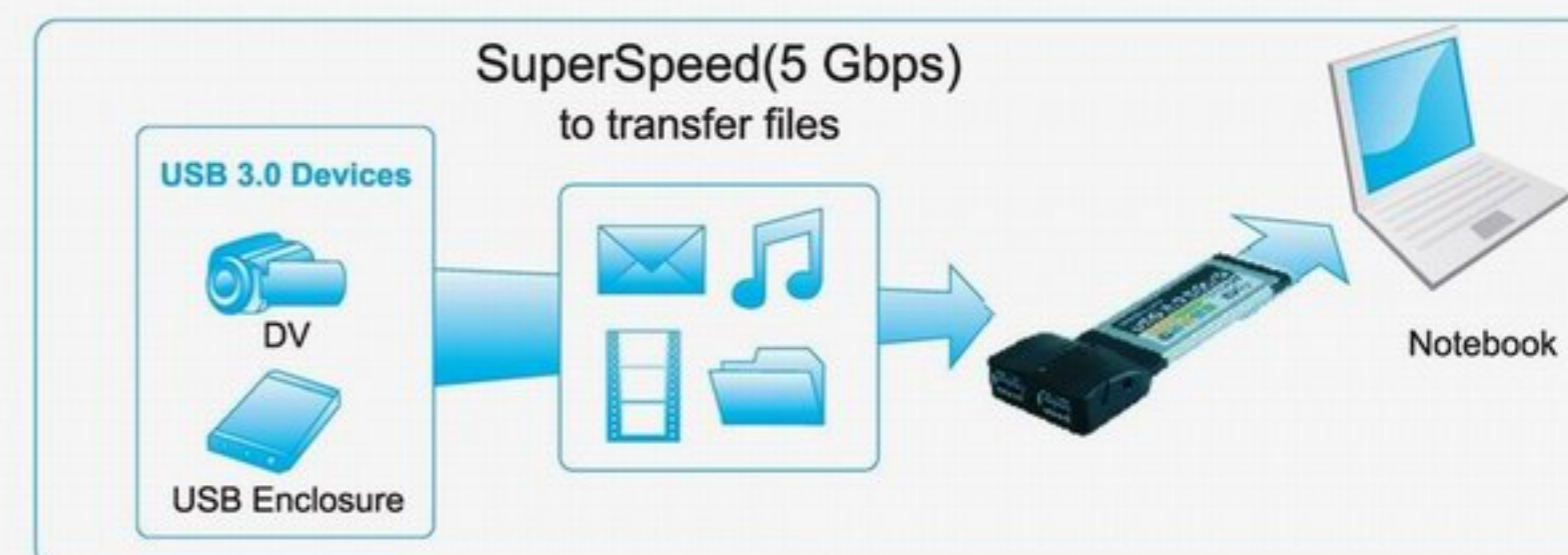 SuperSpeed(5 Gbps)
to transfer files
USB 3.0 Devices
DV
USB Enclosure
Notebook